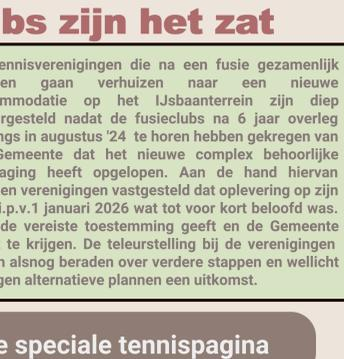 bs zijn het zat
ennisverenigingen die na een fusie gezamenlijk
en gaan verhuizen naar een nieuwe
mmodatie op het IJsbaanterrein zijn diep
rgesteld nadat de fusieclubs na 6 jaar overleg
ngs in augustus '24 te horen hebben gekregen van
Gemeente dat het nieuwe complex behoorlijke
aging heeft opgelopen. Aan de hand hiervan
en verenigingen vastgesteld dat oplevering op zijn
i.p.v.1 januari 2026 wat tot voor kort beloofd was.
de vereiste toestemming geeft en de Gemeente
t te krijgen. De teleurstelling bij de verenigingen
n alsnog beraden over verdere stappen en wellicht
gen alternatieve plannen een uitkomst.
e speciale tennispagina